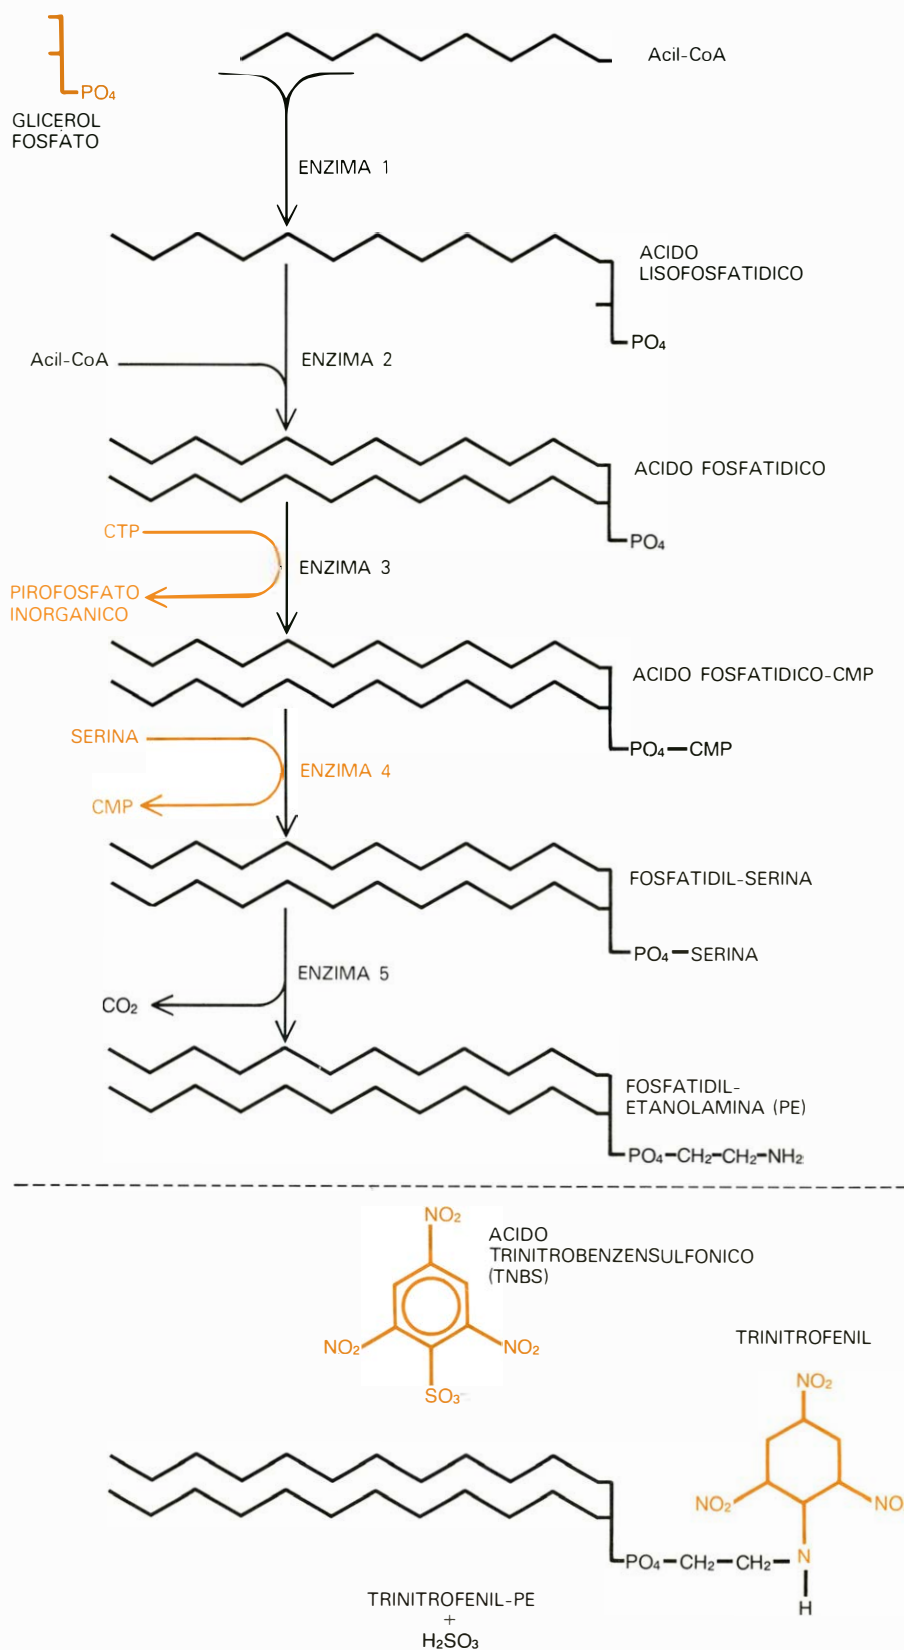 PO₄
Acil-CoA
GLICEROL
FOSFATO
ENZIMA 1
ACIDO
LISOFOSFATIDICO
PO₄
Acil-CoA
ENZIMA 2
ACIDO FOSFATIDICO
PO₄
CTP
ENZIMA 3
PIROFOSFATO
INORGANICO
ACIDO FOSFATIDICO-CMP
PO₄—CMP
SERINA
ENZIMA 4
CMP
FOSFATIDIL-SERINA
PO₄—SERINA
ENZIMA 5
CO₂
FOSFATIDIL-
ETANOLAMINA (PE)
PO₄—CH₂—CH₂—NH₂
NO₂
ACIDO
TRINITROBENZENSULFONICO
(TNBS)
NO₂
NO₂
SO₃⁻
TRINITROFENIL
NO₂
NO₂
NO
PO₄—CH₂—CH₂—N
H
TRINITROFENIL-PE
+
H₂SO₃